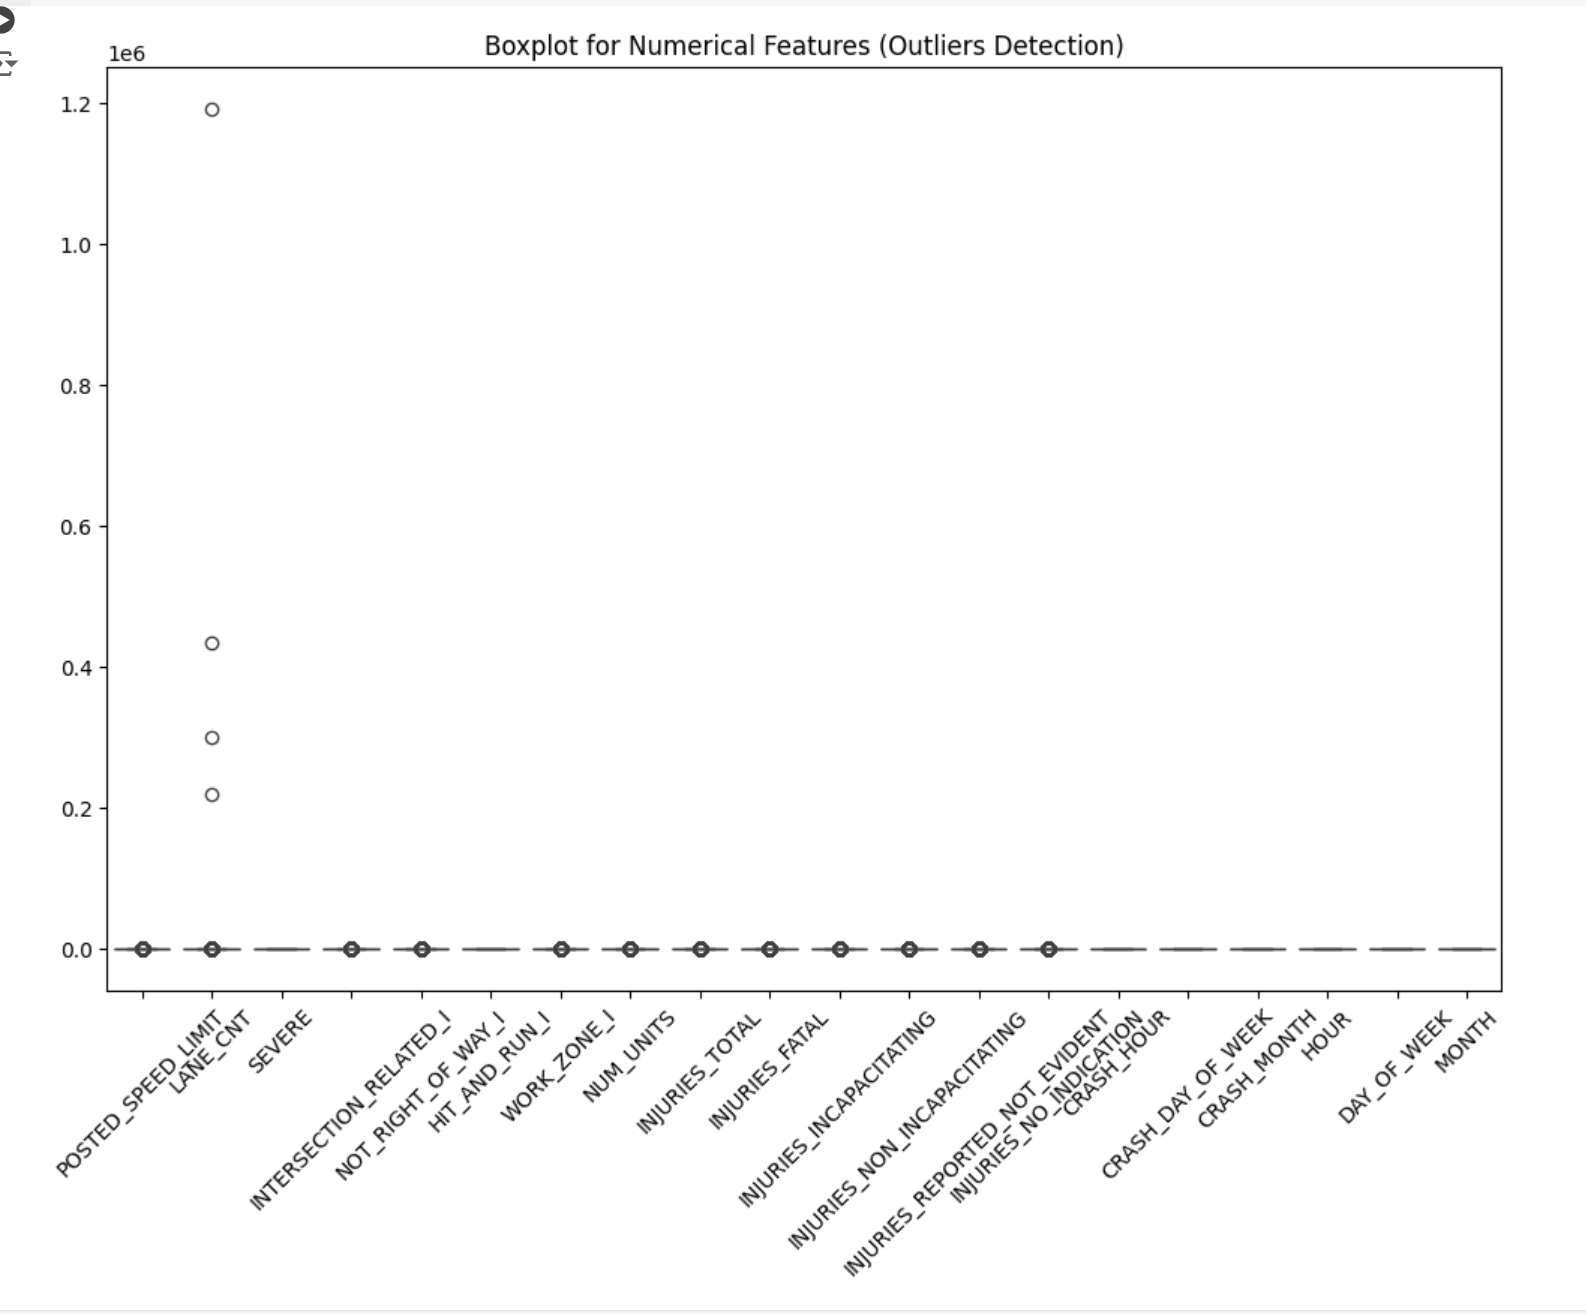 Boxplot for Numerical Features (Outliers Detection)
1e6
1.2
1.0
0.8
0.6
0.4
0.2
0.0
POSTED_SPEED_LIMIT
LANE_CNT
SEVERE
INTERSECTION_RELATED_I
NOT_RIGHT_OF_WAY_I
HIT_AND_RUN_I
WORK_ZONE_I
NUM_UNITS
INJURIES_TOTAL
INJURIES_FATAL
INJURIES_INCAPACITATING
INJURIES_NON_INCAPACITATING
INJURIES_REPORTED_NOT_EVIDENT
INJURIES_NO_INDICATION
CRASH_HOUR
CRASH_DAY_OF_WEEK
CRASH_MONTH
HOUR
DAY_OF_WEEK
MONTH